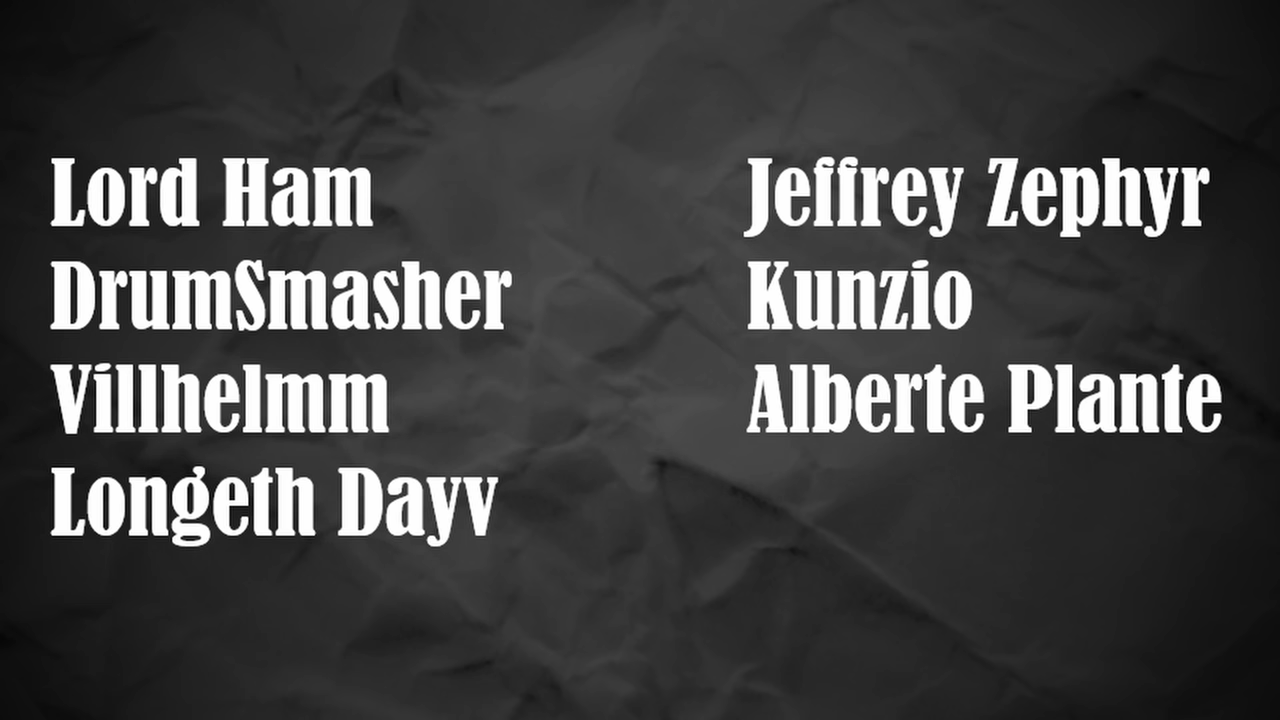 Lord Ham
DrumSmasher
Villhelmm
Longeth Dayv
Jeffrey Zephyr
Kunzio
Alberte Plante